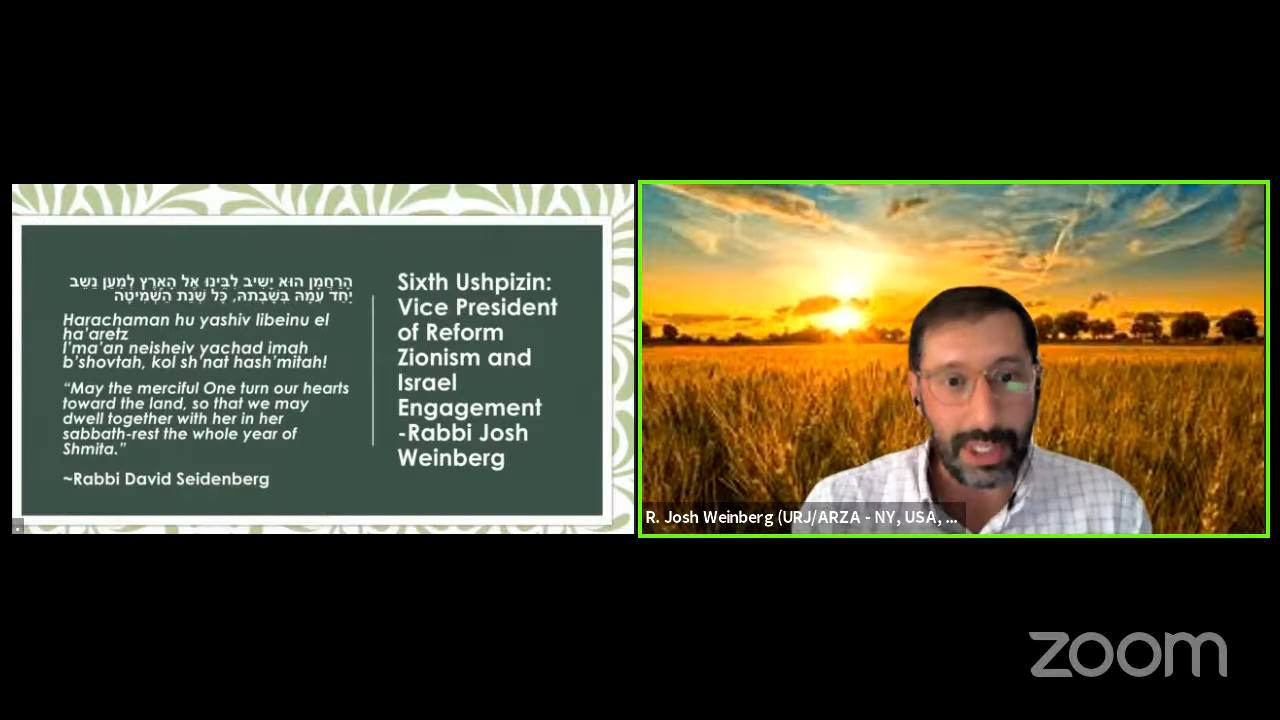 הָרַחֲמָן הוּא יָשִׁיב לִבֵּינוּ אֶל הָאָרֶץ לְמַעַן נֵשֵׁב
יַחַד עִמָּהּ בְּשָׁבְתּהּ, כׇּל שְׁנַת הַשְּׁמִיטָה
Harachaman hu yashiv libeinu el
ha'aretz
l'ma'an neisheiv yachad imah
b'shovtah, kol sh'nat hash'mitah!
"May the merciful One turn our hearts
toward the land, so that we may
dwell together with her in her
sabbath-rest the whole year of
Shmita."
~Rabbi David Seidenberg
Sixth Ushpizin:
Vice President
of Reform
Zionism and
Israel
Engagement
-Rabbi Josh
Weinberg
R. Josh Weinberg (URJ/ARZA - NY, USA, ...
zoom